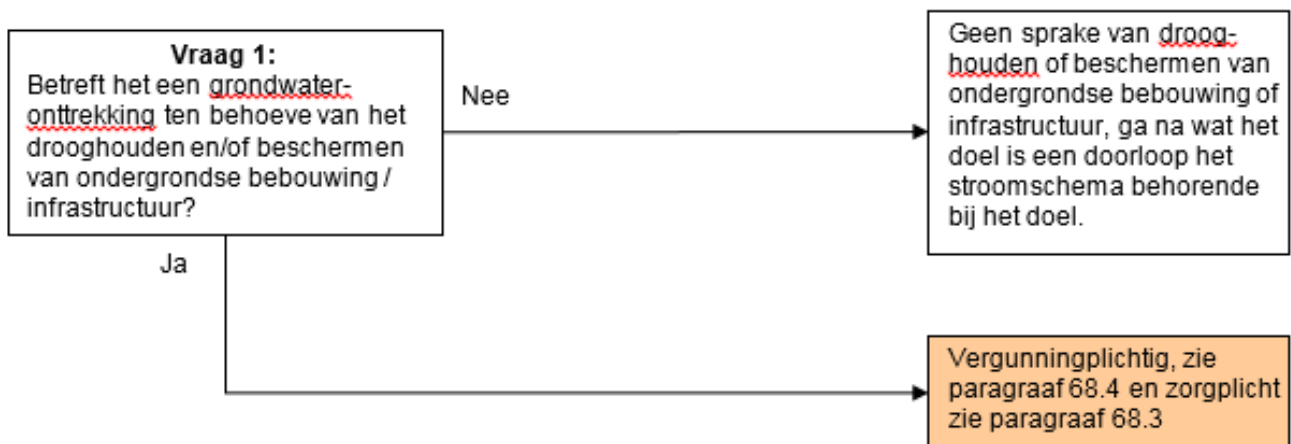 Vraag 1:
Betreft het een grondwater-
onttrekking ten behoeve van het
drooghouden en/of beschermen
van ondergrondse bebouwing /
infrastructuur?
Nee
Geen sprake van droog-
houden of beschermen van
ondergrondse bebouwing of
infrastructuur, ga na wat het
doel is een doorloop het
stroomschema behorende
bij het doel.
Ja
Vergunningplichtig, zie
paragraaf 68.4 en zorgplicht
zie paragraaf 68.3